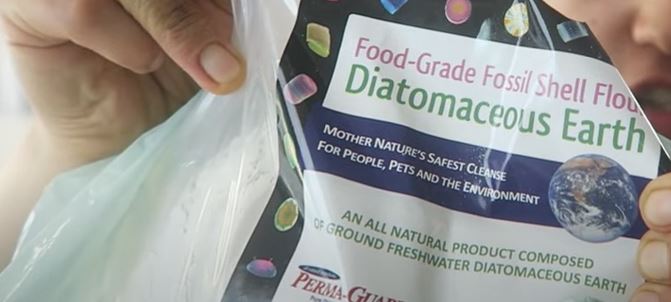 Food-Grade Fossil Shell Flou
Diatomaceous Earth
MOTHER NATURE'S SAFEST CLEANSE
FOR PEOPLE, PETS AND THE ENVIRONMENT
AN ALL NATURAL PRODUCT COMPOSED
OF GROUND FRESHWATER DIATOMACEOUS EARTH
PERMA-GUA